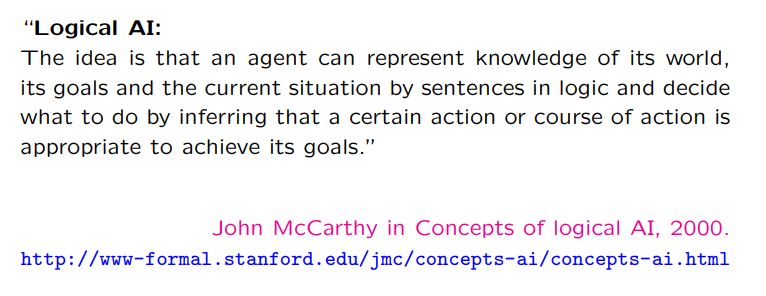 “Logical AI:
The idea is that an agent can represent knowledge of its world,
its goals and the current situation by sentences in logic and decide
what to do by inferring that a certain action or course of action is
appropriate to achieve its goals.”
John McCarthy in Concepts of logical AI, 2000.
http://www-formal.stanford.edu/jmc/concepts-ai/concepts-ai.html